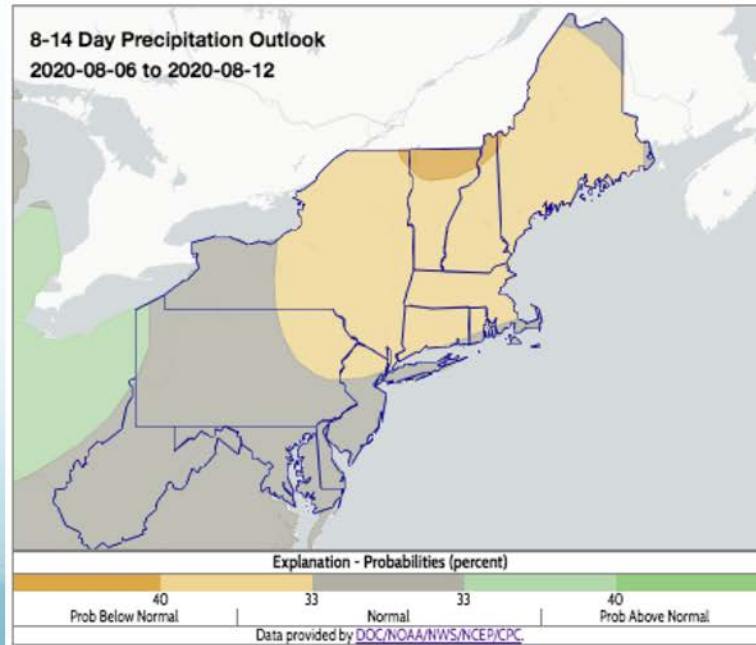 8-14 Day Precipitation Outlook
2020-08-06 to 2020-08-12
Explanation - Probabilities (percent)
40 33 33 40
Prob Below Normal Normal Prob Above Normal
Data provided by DOC/NOAA/NWS/NCEP/CPC.